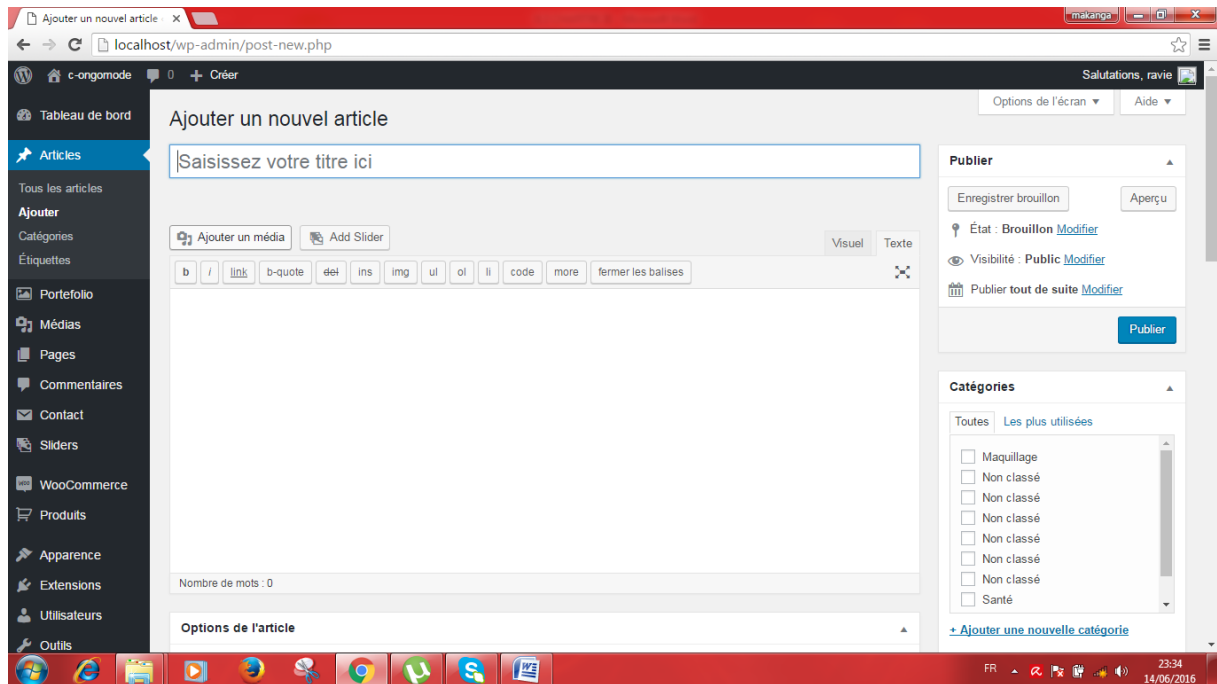 Ajouter un nouvel article
makanga
localhost/wp-admin/post-new.php
c-ongomode 0 + Créer Salutations, ravie
Options de l'écran Aide
Tableau de bord
Articles
Tous les articles
Ajouter
Catégories
Étiquettes
Portefolio
Médias
Pages
Commentaires
Contact
Sliders
WooCommerce
Produits
Apparence
Extensions
Utilisateurs
Outils
Ajouter un nouvel article
Saisissez votre titre ici
Ajouter un média Add Slider
Visuel Texte
b i link b-quote del ins img ul ol li code more fermer les balises
Nombre de mots : 0
Options de l'article
Publier
Enregistrer brouillon Aperçu
État : Brouillon Modifier
Visibilité : Public Modifier
Publier tout de suite Modifier
Publier
Catégories
Toutes Les plus utilisées
Maquillage
Non classé
Non classé
Non classé
Non classé
Non classé
Non classé
Santé
+ Ajouter une nouvelle catégorie
FR 23:34
14/06/2016